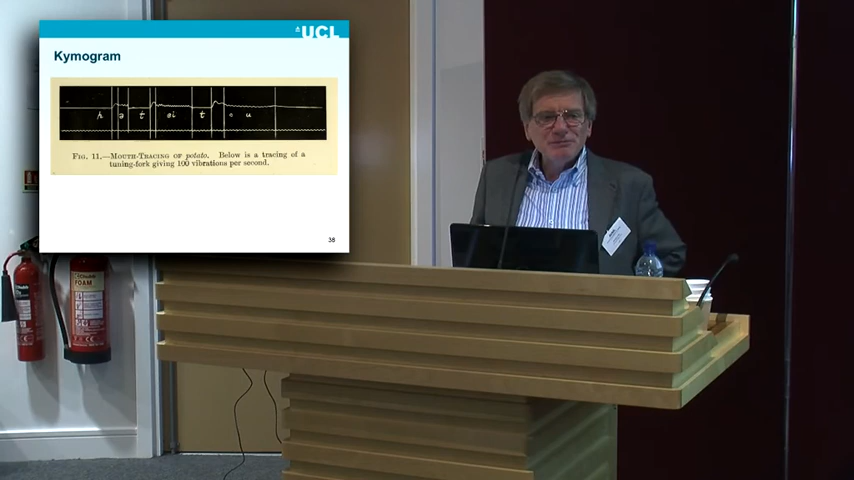 UCL
Kymogram
h ə t ei t o u
FIG. 11.—MOUTH-TRACING OF potato. Below is a tracing of a
tuning-fork giving 100 vibrations per second.
38
FOAM